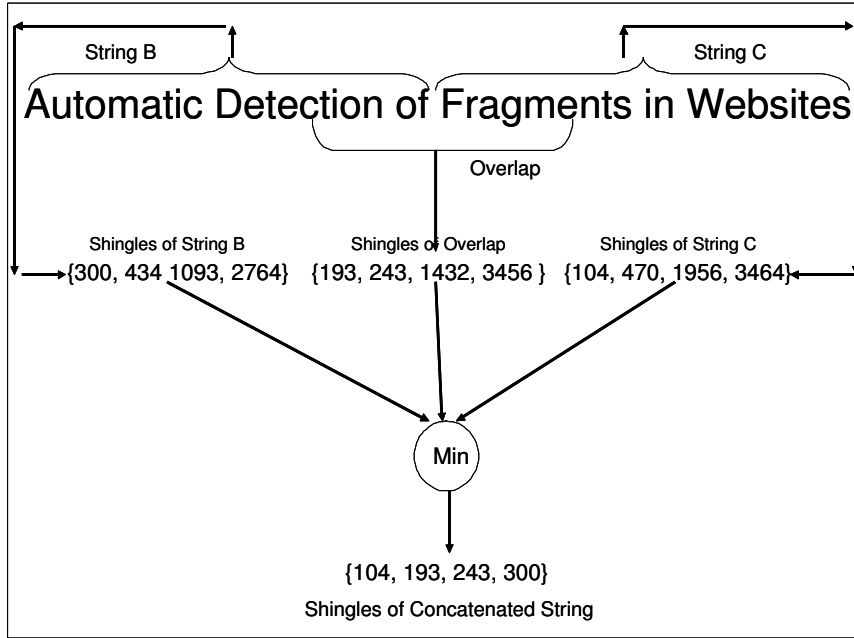 String B
String C
Automatic Detection of Fragments in Websites
Overlap
Shingles of String B
Shingles of Overlap
Shingles of String C
{300, 434 1093, 2764}
{193, 243, 1432, 3456 }
{104, 470, 1956, 3464}
Min
{104, 193, 243, 300}
Shingles of Concatenated String